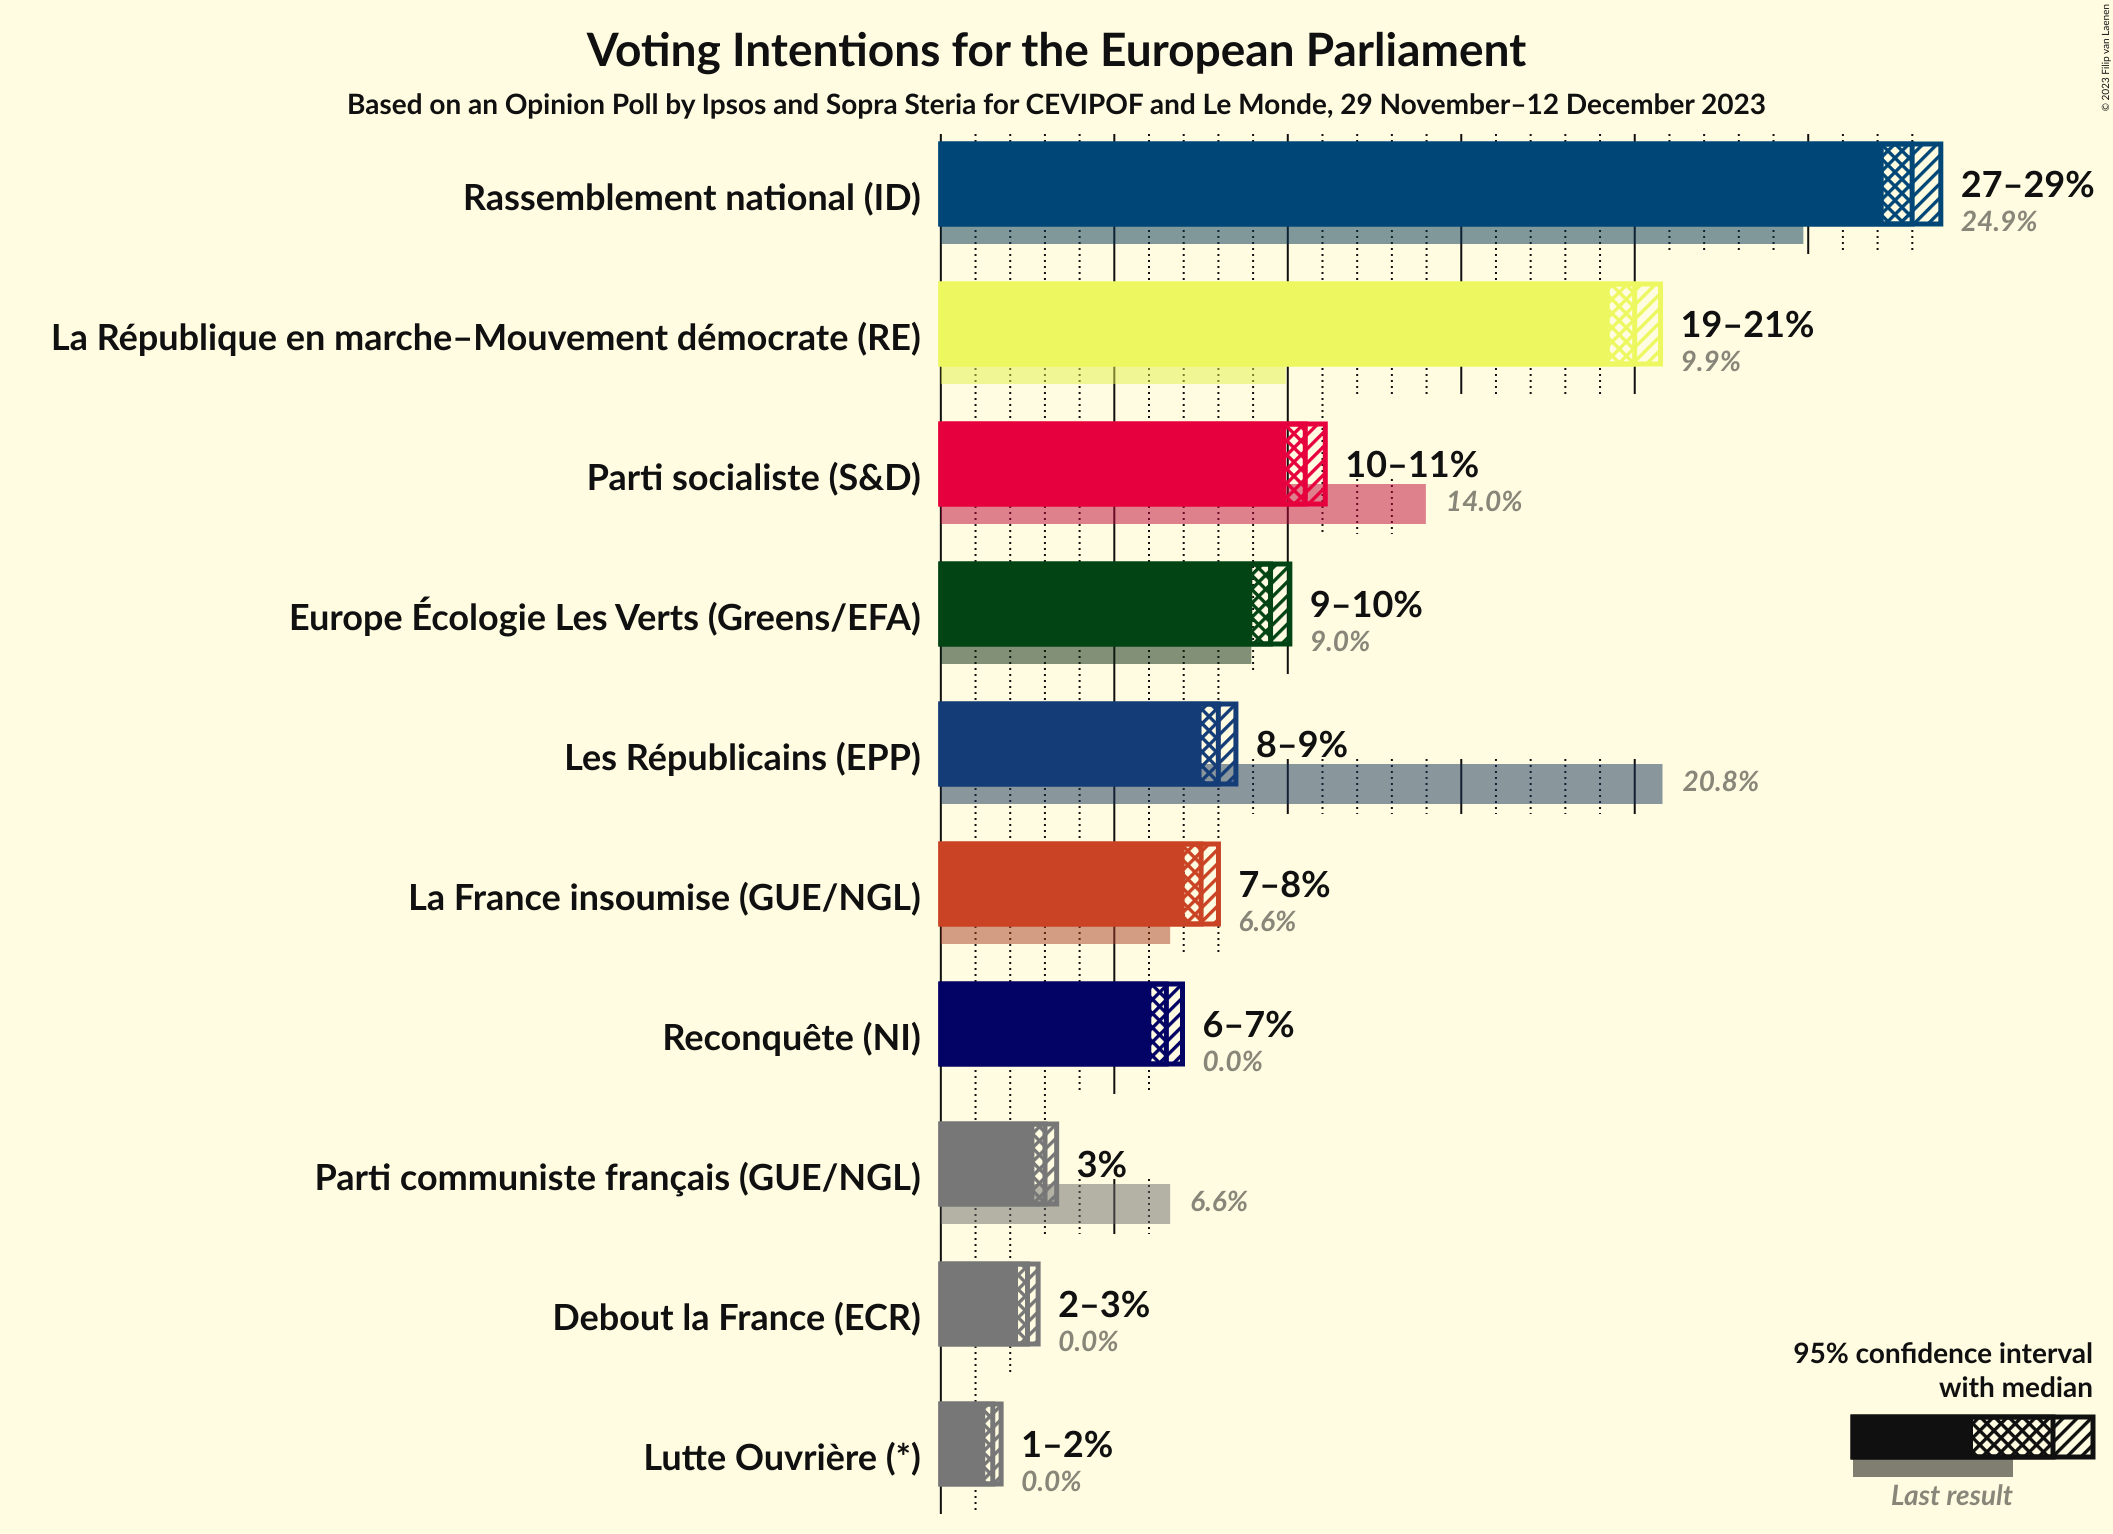 Voting Intentions for the European Parliament
Based on an Opinion Poll by Ipsos and Sopra Steria for CEVIPOF and Le Monde, 29 November–12 December 2023
© 2023 Filip van Laenen
Rassemblement national (ID)
27–29%
24.9%
La République en marche–Mouvement démocrate (RE)
19–21%
9.9%
Parti socialiste (S&D)
10–11%
14.0%
Europe Écologie Les Verts (Greens/EFA)
9–10%
9.0%
Les Républicains (EPP)
8–9%
20.8%
La France insoumise (GUE/NGL)
7–8%
6.6%
Reconquête (NI)
6–7%
0.0%
Parti communiste français (GUE/NGL)
3%
6.6%
Debout la France (ECR)
2–3%
0.0%
Lutte Ouvrière (*)
1–2%
0.0%
95% confidence interval
with median
Last result